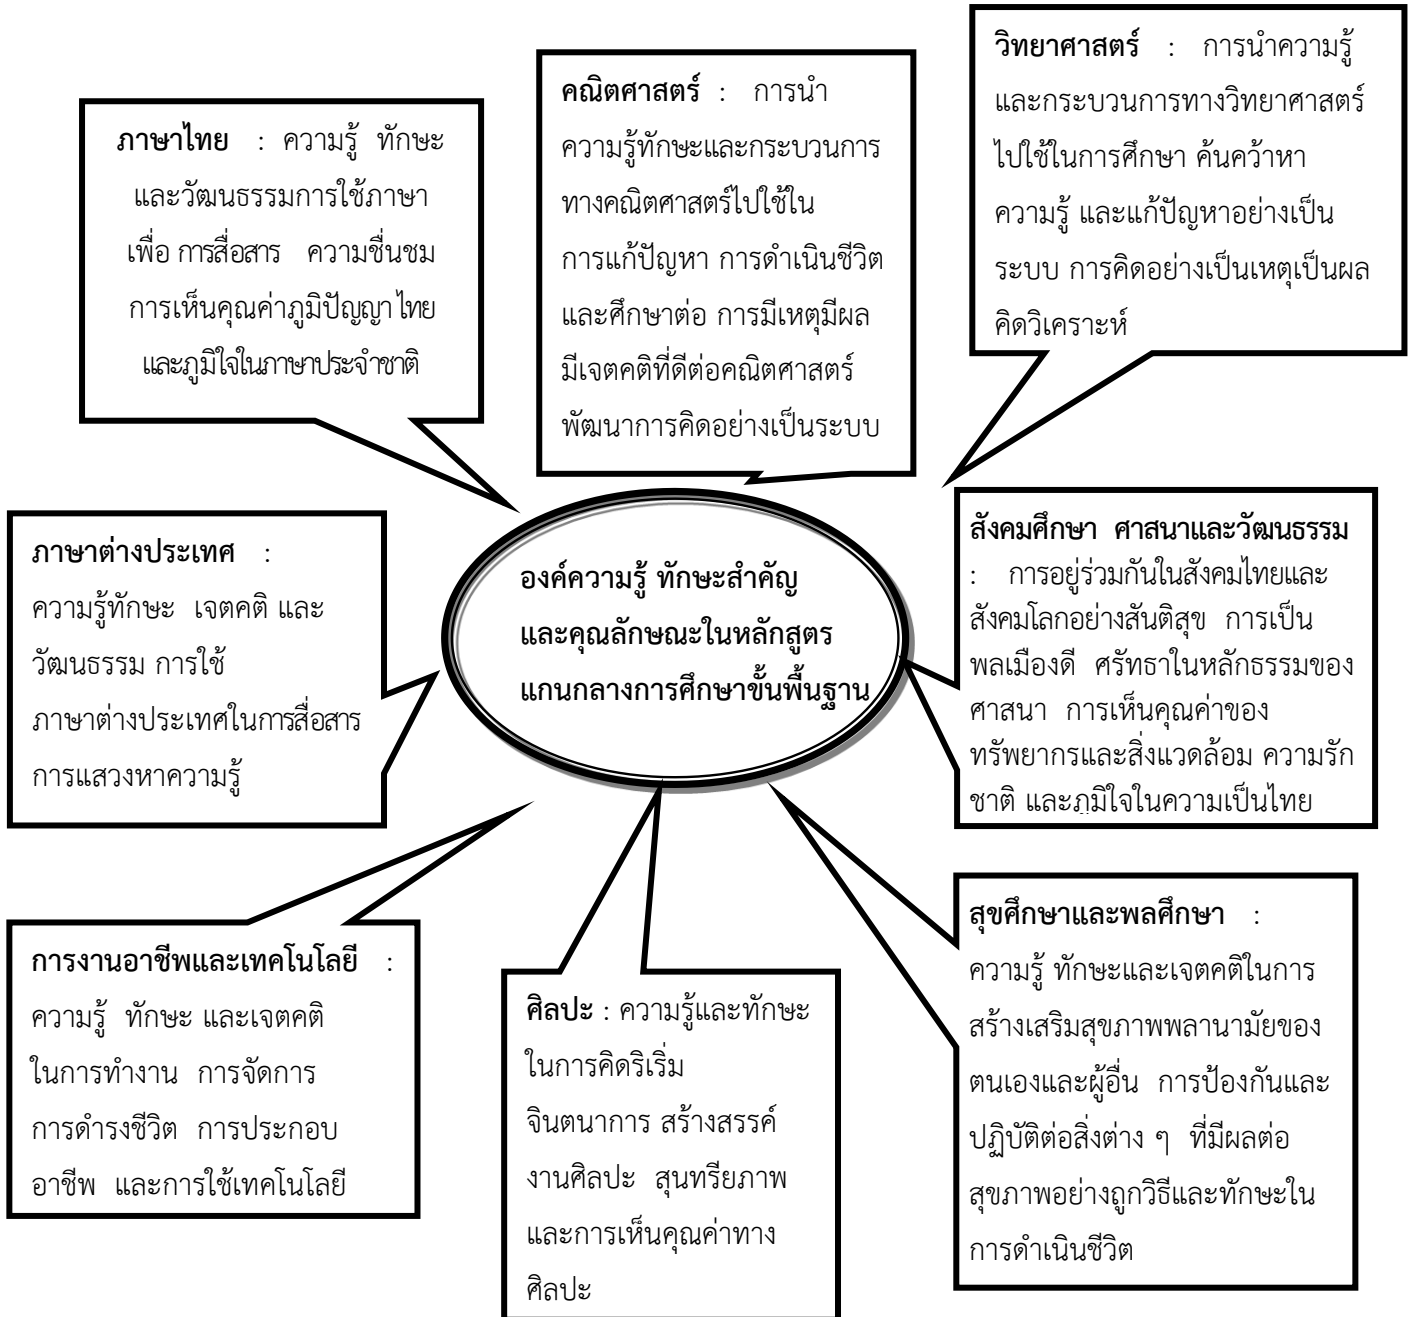 ภาษาไทย : ความรู้ ทักษะ
และวัฒนธรรมการใช้ภาษา
เพื่อ การสื่อสาร ความชื่นชม
การเห็นคุณค่าภูมิปัญญาไทย
และภูมิใจในภาษาประจำชาติ
คณิตศาสตร์ : การนำ
ความรู้ทักษะและกระบวนการ
ทางคณิตศาสตร์ไปใช้ใน
การแก้ปัญหา การดำเนินชีวิต
และศึกษาต่อ การมีเหตุมีผล
มีเจตคติที่ดีต่อคณิตศาสตร์
พัฒนาการคิดอย่างเป็นระบบ
วิทยาศาสตร์ : การนำความรู้
และกระบวนการทางวิทยาศาสตร์
ไปใช้ในการศึกษา ค้นคว้าหา
ความรู้ และแก้ปัญหาอย่างเป็น
ระบบ การคิดอย่างเป็นเหตุเป็นผล
คิดวิเคราะห์
ภาษาต่างประเทศ :
ความรู้ทักษะ เจตคติ และ
วัฒนธรรม การใช้
ภาษาต่างประเทศในการสื่อสาร
การแสวงหาความรู้
องค์ความรู้ ทักษะสำคัญ
และคุณลักษณะในหลักสูตร
แกนกลางการศึกษาขั้นพื้นฐาน
สังคมศึกษา ศาสนาและวัฒนธรรม
: การอยู่ร่วมกันในสังคมไทยและ
สังคมโลกอย่างสันติสุข การเป็น
พลเมืองดี ศรัทธาในหลักธรรมของ
ศาสนา การเห็นคุณค่าของ
ทรัพยากรและสิ่งแวดล้อม ความรัก
ชาติ และภูมิใจในความเป็นไทย
การงานอาชีพและเทคโนโลยี :
ความรู้ ทักษะ และเจตคติ
ในการทำงาน การจัดการ
การดำรงชีวิต การประกอบ
อาชีพ และการใช้เทคโนโลยี
ศิลปะ : ความรู้และทักษะ
ในการคิดริเริ่ม
จินตนาการ สร้างสรรค์
งานศิลปะ สุนทรียภาพ
และการเห็นคุณค่าทาง
ศิลปะ
สุขศึกษาและพลศึกษา :
ความรู้ ทักษะและเจตคติในการ
สร้างเสริมสุขภาพพลานามัยของ
ตนเองและผู้อื่น การป้องกันและ
ปฏิบัติต่อสิ่งต่าง ๆ ที่มีผลต่อ
สุขภาพอย่างถูกวิธีและทักษะใน
การดำเนินชีวิต